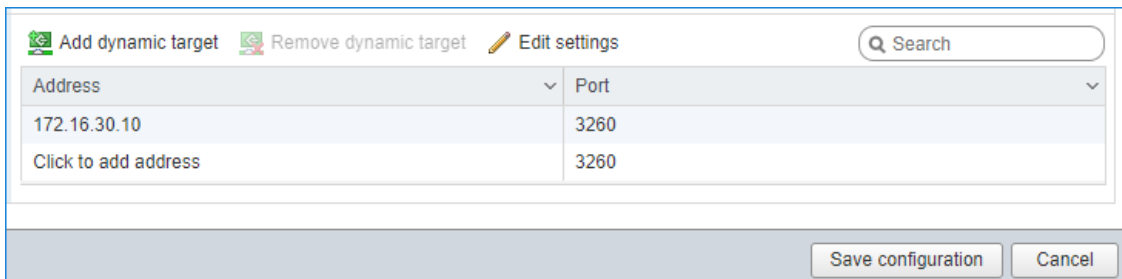 Add dynamic target Remove dynamic target Edit settings Search
Address Port
172.16.30.10 3260
Click to add address 3260
Save configuration Cancel